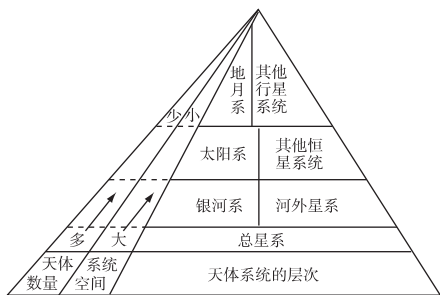 地月系
其他行星系统
少 小
太阳系
其他恒星系统
银河系
河外星系
多 大
总星系
天体数量
系统空间
天体系统的层次